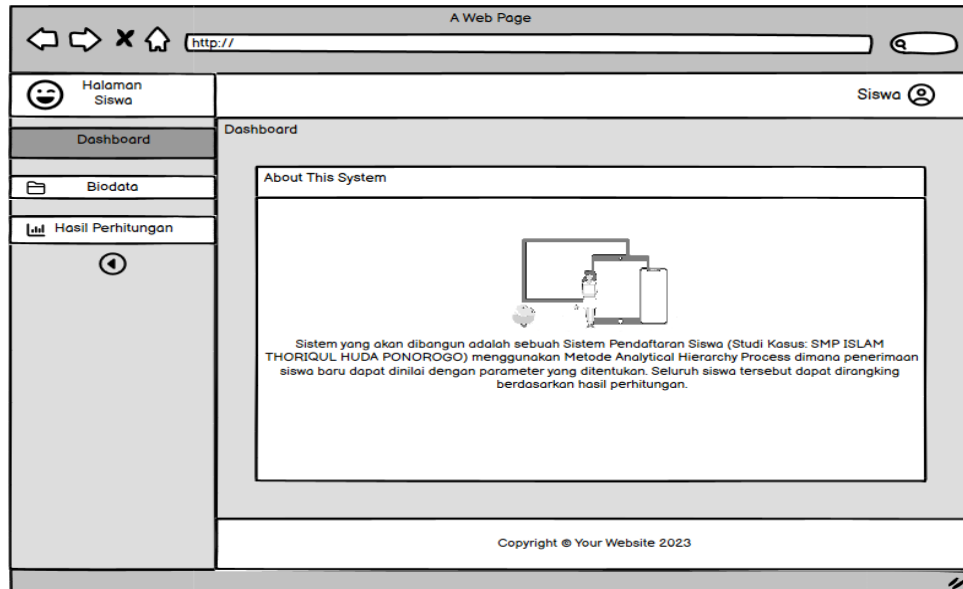 A Web Page
http://
Halaman
Siswa
Siswa
Dashboard
Biodata
Hasil Perhitungan
Dashboard
About This System
Sistem yang akan dibangun adalah sebuah Sistem Pendaftaran Siswa (Studi Kasus: SMP ISLAM
THORIQUL HUDA PONOROGO) menggunakan Metode Analytical Hierarchy Process dimana penerimaan
siswa baru dapat dinilai dengan parameter yang ditentukan. Seluruh siswa tersebut dapat dirangking
berdasarkan hasil perhitungan.
Copyright © Your Website 2023